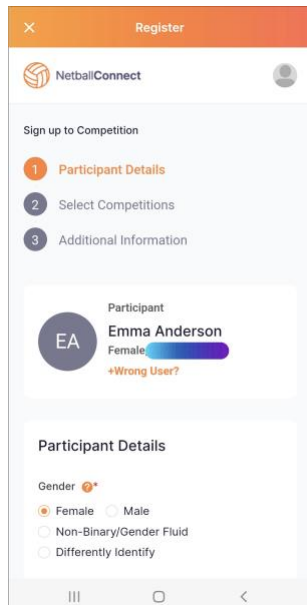 Register
NetballConnect
Sign up to Competition
1 Participant Details
2 Select Competitions
3 Additional Information
Participant
EA
Emma Anderson
Female
+Wrong User?
Participant Details
Gender ?*
Female Male
Non-Binary/Gender Fluid
Differently Identify